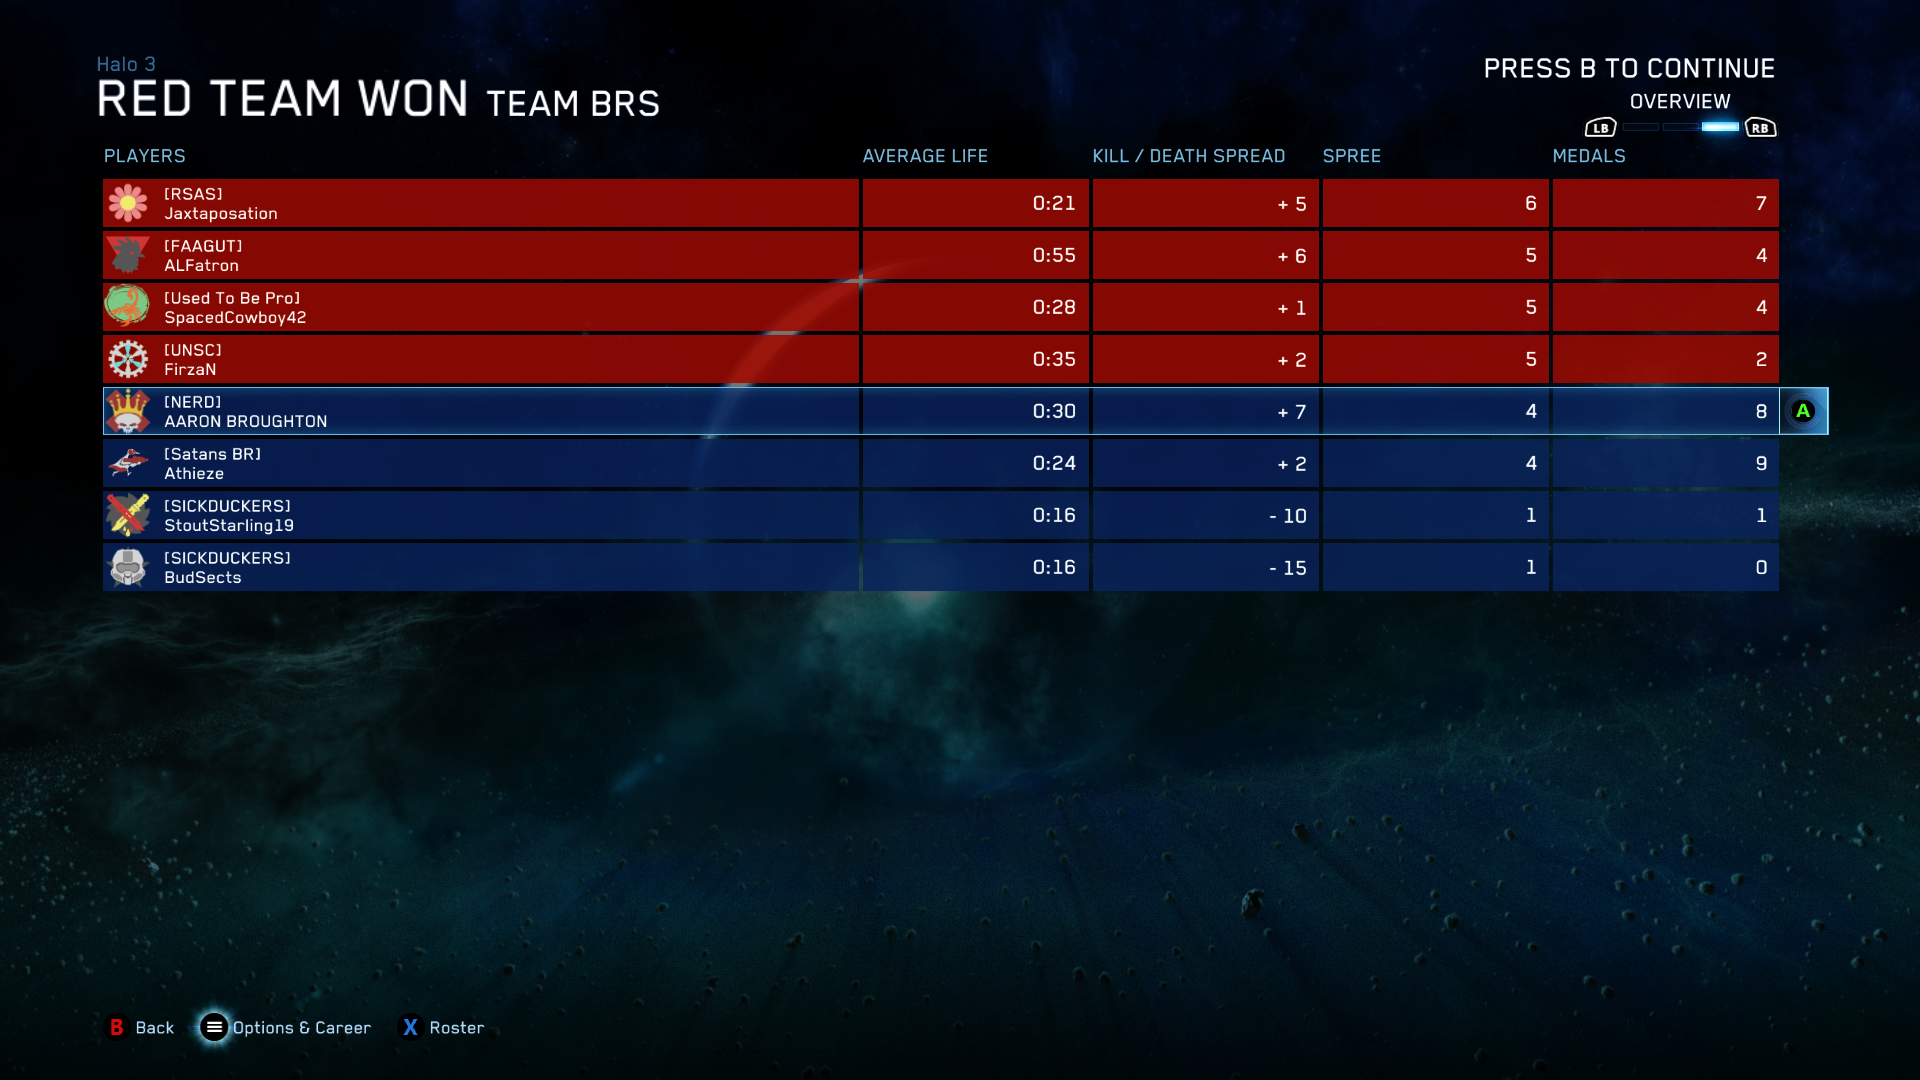 Halo 3
RED TEAM WON TEAM BRS
PRESS B TO CONTINUE
OVERVIEW
LB RB
PLAYERS AVERAGE LIFE KILL / DEATH SPREAD SPREE MEDALS
[RSAS]
Jaxtaposation 0:21 + 5 6 7
[FAAGUT]
ALFatron 0:55 + 6 5 4
[Used To Be Pro]
SpacedCowboy42 0:28 + 1 5 4
[UNSC]
FirzaN 0:35 + 2 5 2
[NERD]
AARON BROUGHTON 0:30 + 7 4 8 A
[Satans BR]
Athieze 0:24 + 2 4 9
[SICKDUCKERS]
StoutStarling19 0:16 - 10 1 1
[SICKDUCKERS]
BudSects 0:16 - 15 1 0
B Back Options & Career X Roster